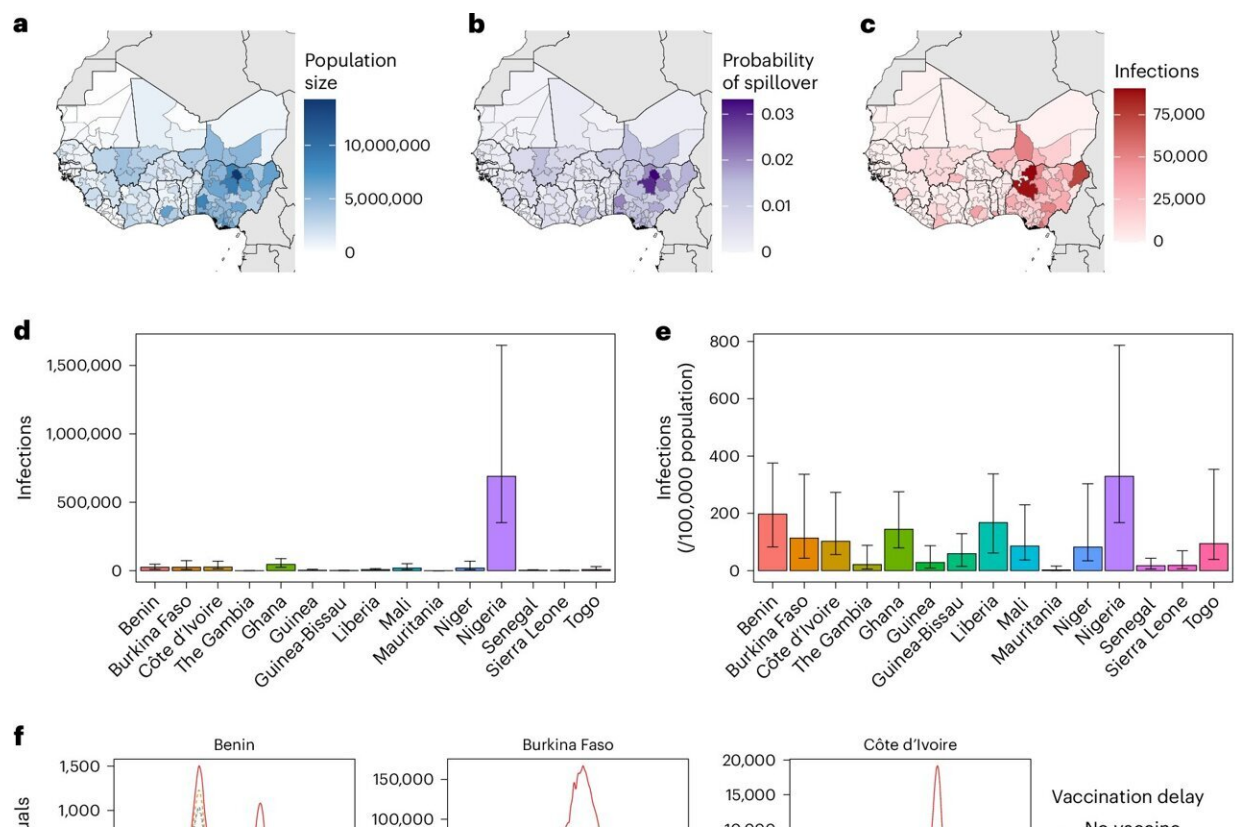 a
Population
size
10,000,000
5,000,000
0
b
Probability
of spillover
0.03
0.02
0.01
0
c
Infections
75,000
50,000
25,000
0
d
Infections
1,500,000
1,000,000
500,000
0
Benin
Burkina Faso
Côte d'Ivoire
The Gambia
Ghana
Guinea
Guinea-Bissau
Liberia
Mali
Mauritania
Niger
Nigeria
Senegal
Sierra Leone
Togo
e
Infections
(/100,000 population)
800
600
400
200
0
Benin
Burkina Faso
Côte d'Ivoire
The Gambia
Ghana
Guinea
Guinea-Bissau
Liberia
Mali
Mauritania
Niger
Nigeria
Senegal
Sierra Leone
Togo
f
Benin
1,500
1,000
Burkina Faso
150,000
100,000
Côte d'Ivoire
20,000
15,000
10,000
Vaccination delay
No vaccine